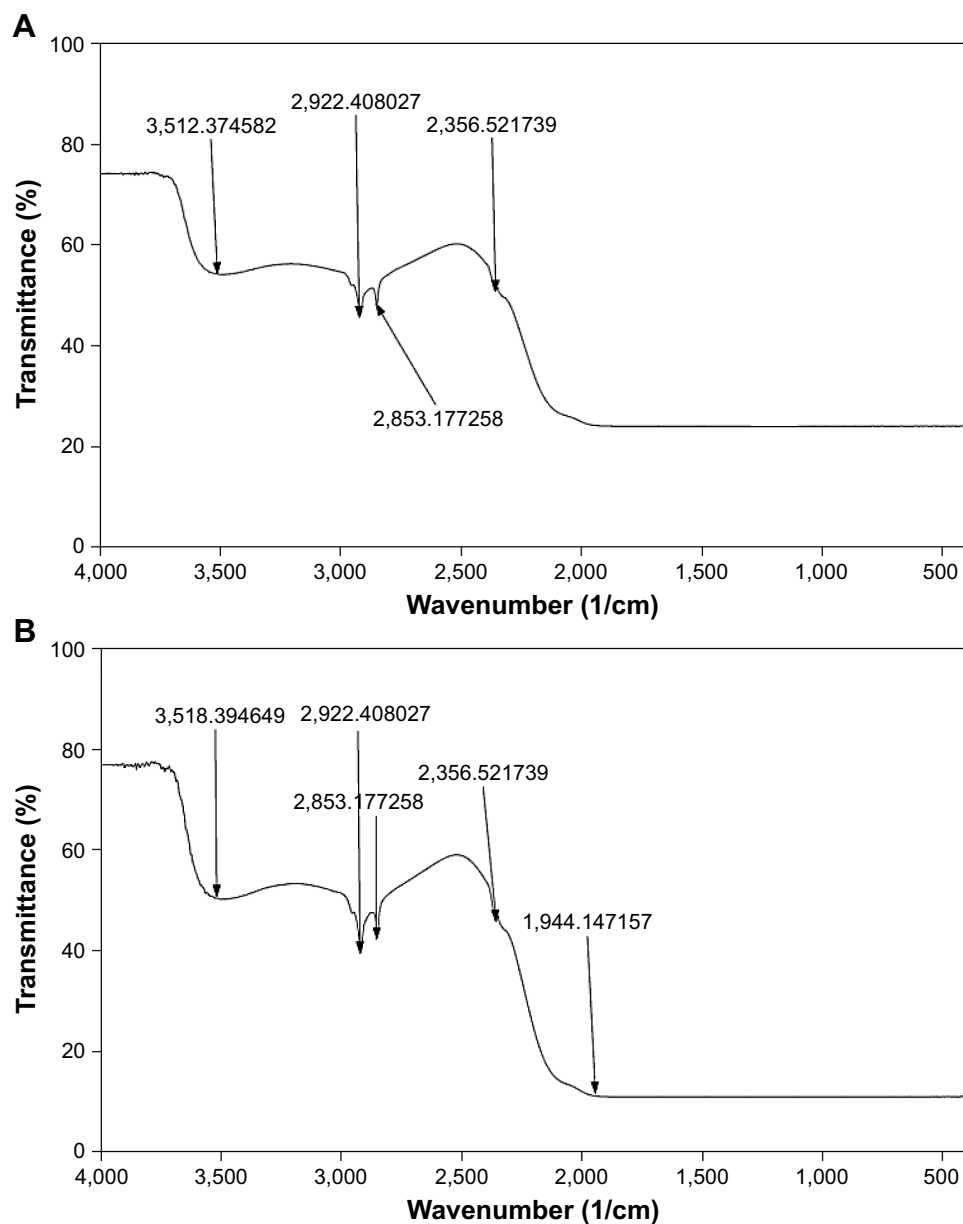 A
100
80
60
40
20
0
Transmittance (%)
3,512.374582
2,922.408027
2,356.521739
2,853.177258
4,000 3,500 3,000 2,500 2,000 1,500 1,000 500
Wavenumber (1/cm)
B
100
80
60
40
20
0
Transmittance (%)
3,518.394649
2,922.408027
2,853.177258
2,356.521739
1,944.147157
4,000 3,500 3,000 2,500 2,000 1,500 1,000 500
Wavenumber (1/cm)